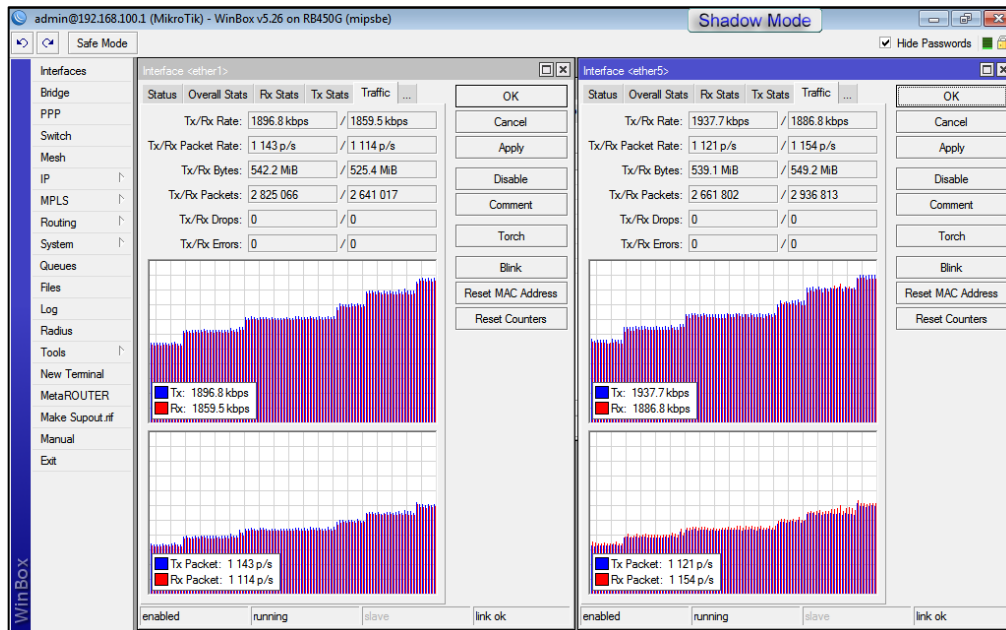 admin@192.168.100.1 (MikroTik) - WinBox v5.26 on RB450G (mipsbe)
Shadow Mode
Safe Mode
Hide Passwords
Interfaces
Bridge
PPP
Switch
Mesh
IP
MPLS
Routing
System
Queues
Files
Log
Radius
Tools
New Terminal
MetaROUTER
Make Supout.rif
Manual
Exit
WinBox
Interface <ether1>
Status Overall Stats Rx Stats Tx Stats Traffic ...
Tx/Rx Rate: 1896.8 kbps / 1859.5 kbps
Tx/Rx Packet Rate: 1 143 p/s / 1 114 p/s
Tx/Rx Bytes: 542.2 MiB / 525.4 MiB
Tx/Rx Packets: 2 825 066 / 2 641 017
Tx/Rx Drops: 0 / 0
Tx/Rx Errors: 0 / 0
Tx: 1896.8 kbps
Rx: 1859.5 kbps
Tx Packet: 1 143 p/s
Rx Packet: 1 114 p/s
OK
Cancel
Apply
Disable
Comment
Torch
Blink
Reset MAC Address
Reset Counters
enabled running slave link ok
Interface <ether5>
Status Overall Stats Rx Stats Tx Stats Traffic ...
Tx/Rx Rate: 1937.7 kbps / 1886.8 kbps
Tx/Rx Packet Rate: 1 121 p/s / 1 154 p/s
Tx/Rx Bytes: 539.1 MiB / 549.2 MiB
Tx/Rx Packets: 2 661 802 / 2 936 813
Tx/Rx Drops: 0 / 0
Tx/Rx Errors: 0 / 0
Tx: 1937.7 kbps
Rx: 1886.8 kbps
Tx Packet: 1 121 p/s
Rx Packet: 1 154 p/s
OK
Cancel
Apply
Disable
Comment
Torch
Blink
Reset MAC Address
Reset Counters
enabled running slave link ok